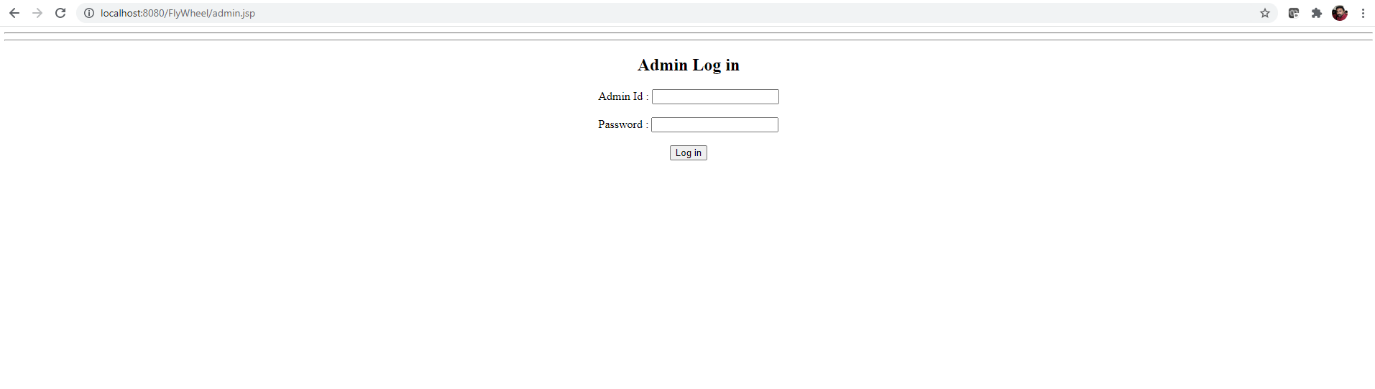 localhost:8080/FlyWheel/admin.jsp
Admin Log in
Admin Id :
Password :
Log in